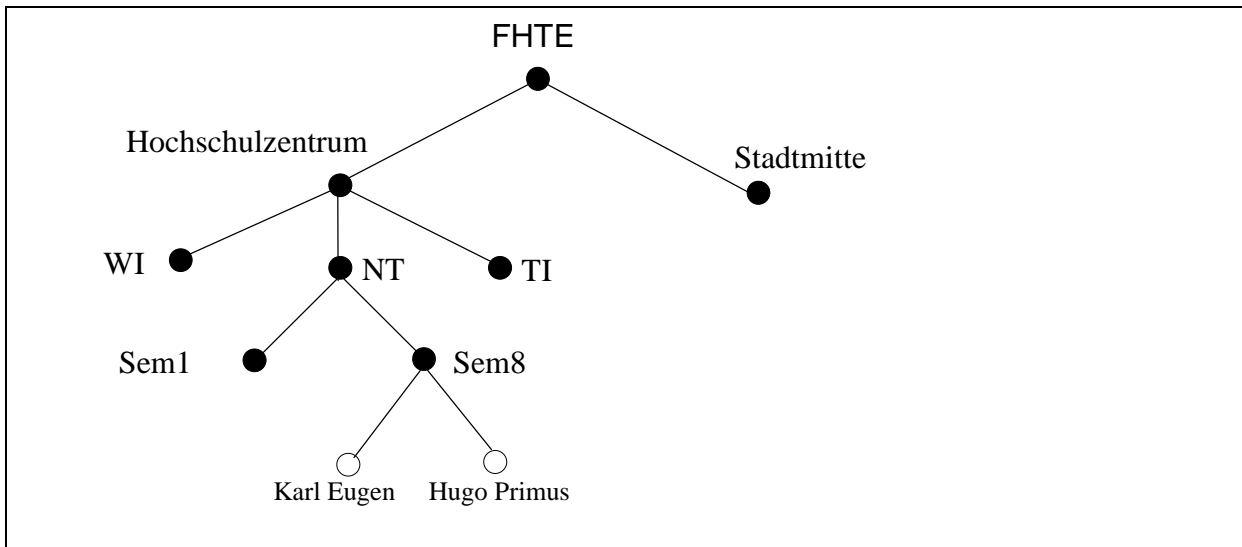 FHTE
Hochschulzentrum
Stadtmitte
WI
NT
TI
Sem1
Sem8
Karl Eugen
Hugo Primus